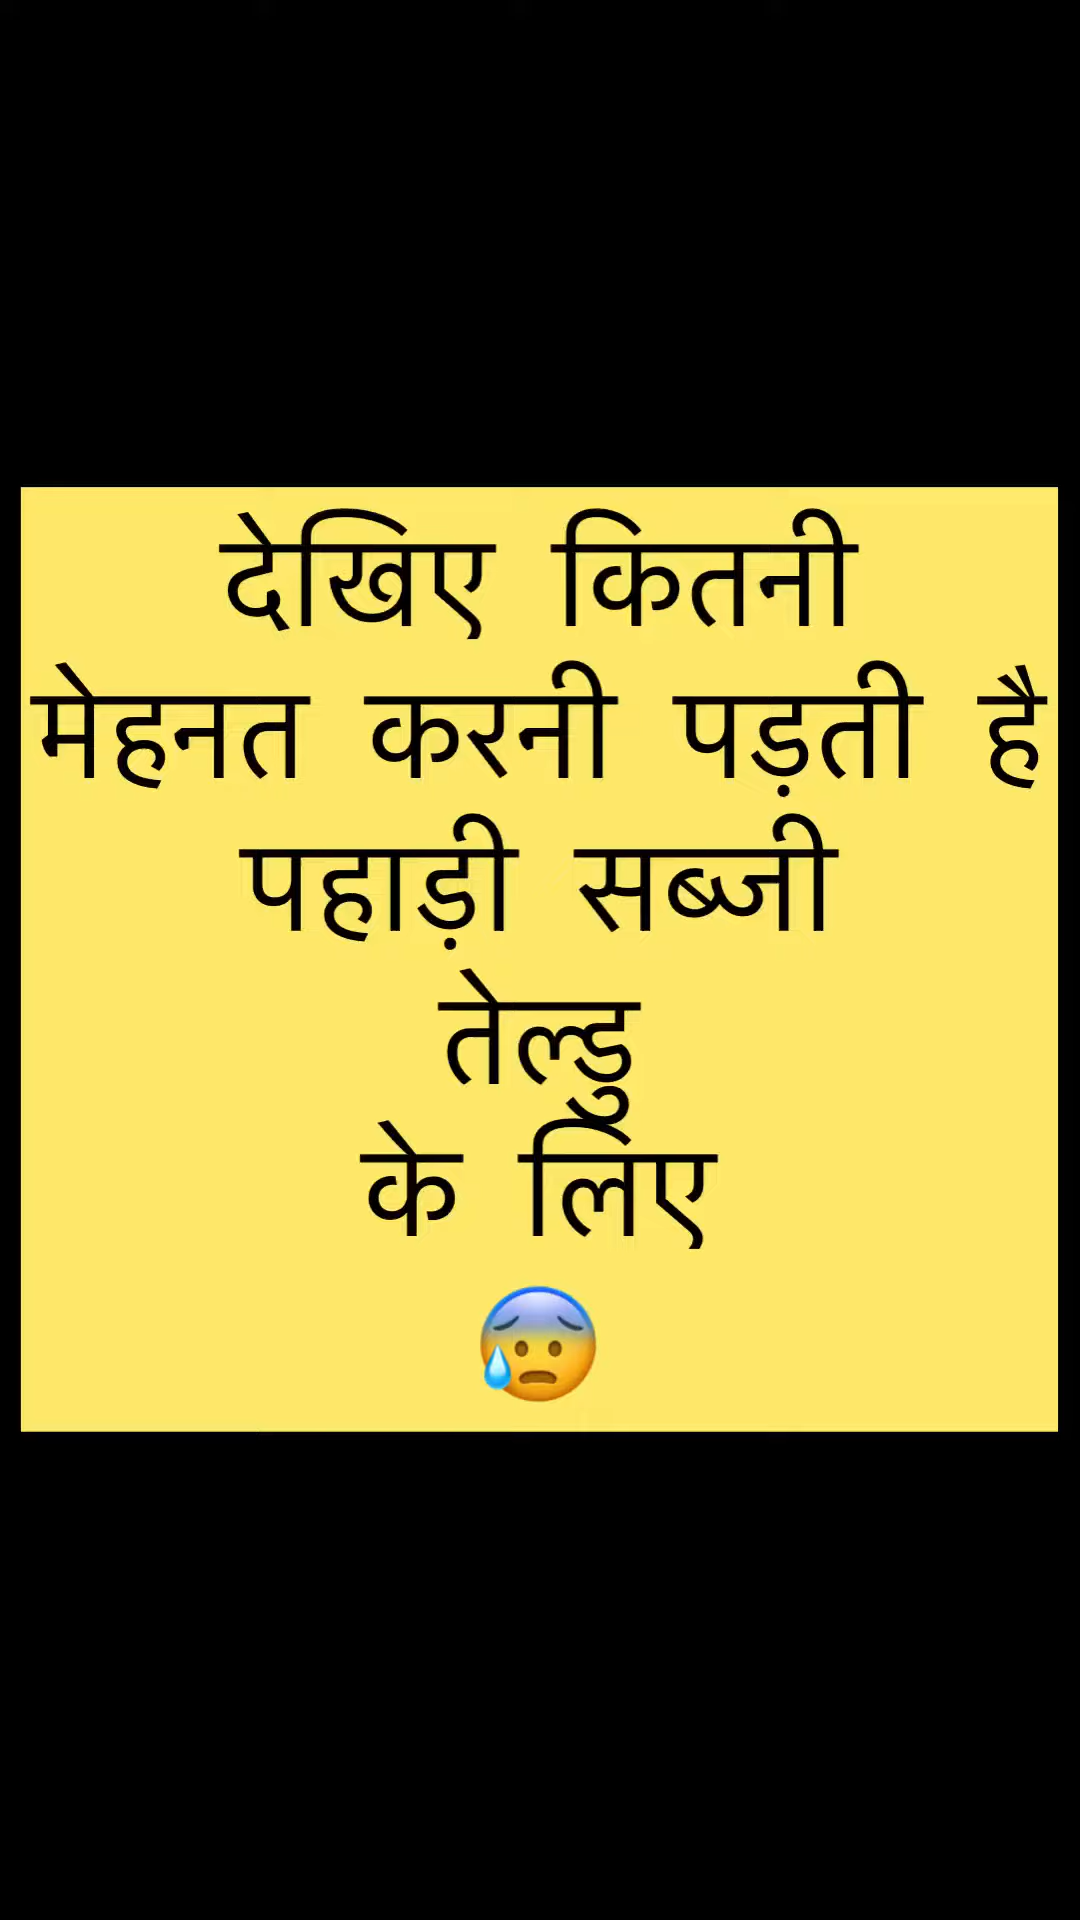 देखिए कितनी
मेहनत करनी पड़ती है
पहाड़ी सब्जी
तेल्डु
के लिए
😰